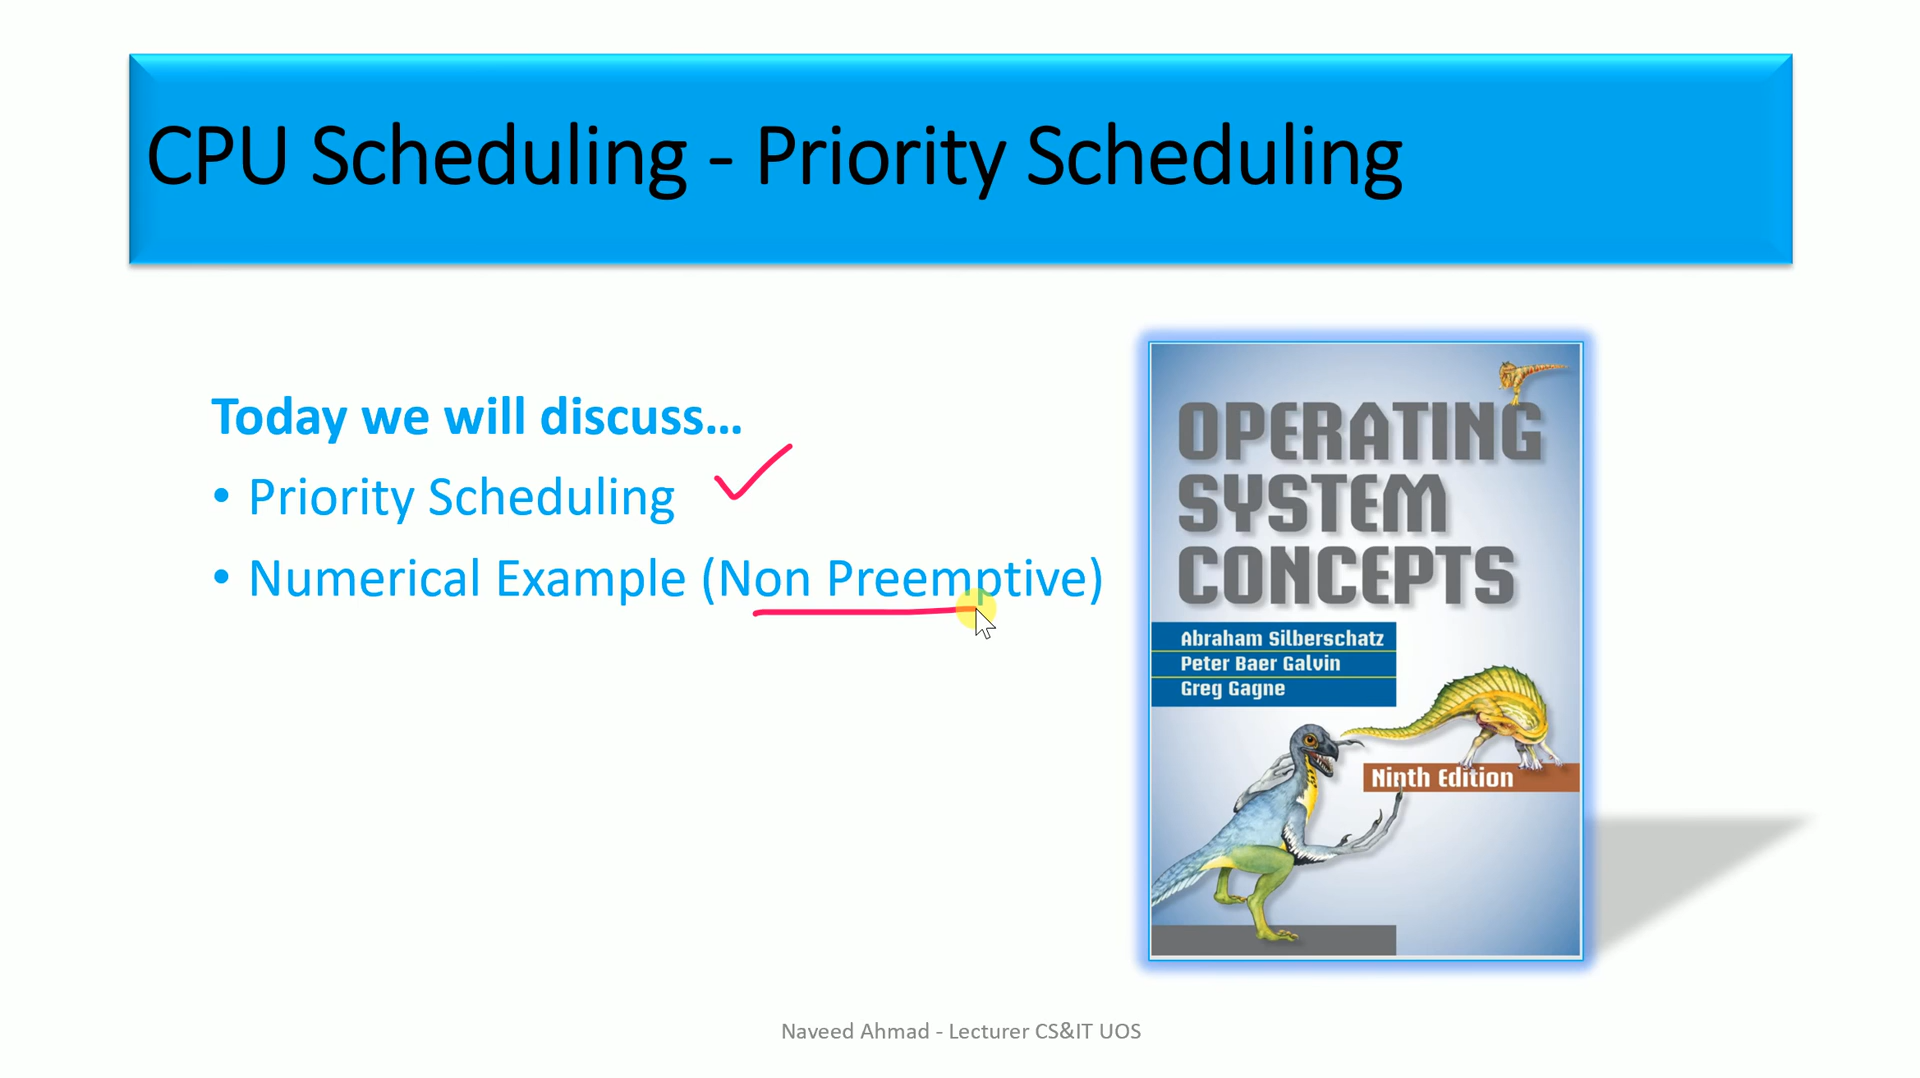 CPU Scheduling - Priority Scheduling
Today we will discuss…
• Priority Scheduling
• Numerical Example (Non Preemptive)
OPERATING
SYSTEM
CONCEPTS
Abraham Silberschatz
Peter Baer Galvin
Greg Gagne
Ninth Edition
Naveed Ahmad - Lecturer CS&IT UOS